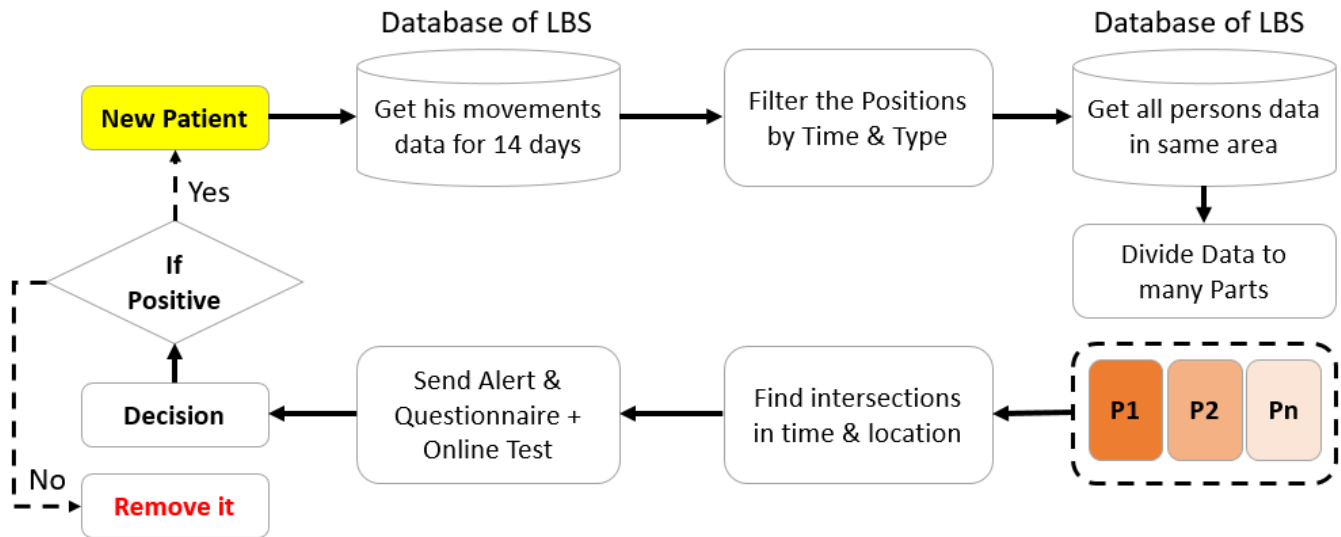 Database of LBS
Database of LBS
New Patient
Get his movements
data for 14 days
Filter the Positions
by Time & Type
Get all persons data
in same area
Yes
If
Positive
Divide Data to
many Parts
Decision
Send Alert &
Questionnaire +
Online Test
Find intersections
in time & location
P1
P2
Pn
No
Remove it